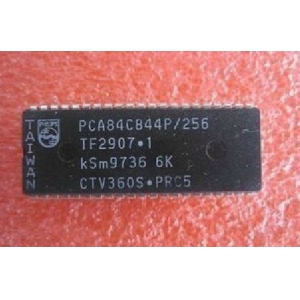 TAIWAN
PHILIPS
PCA84C844P/256
TF2907•1
kSm9736 6K
CTV360S•PRC5